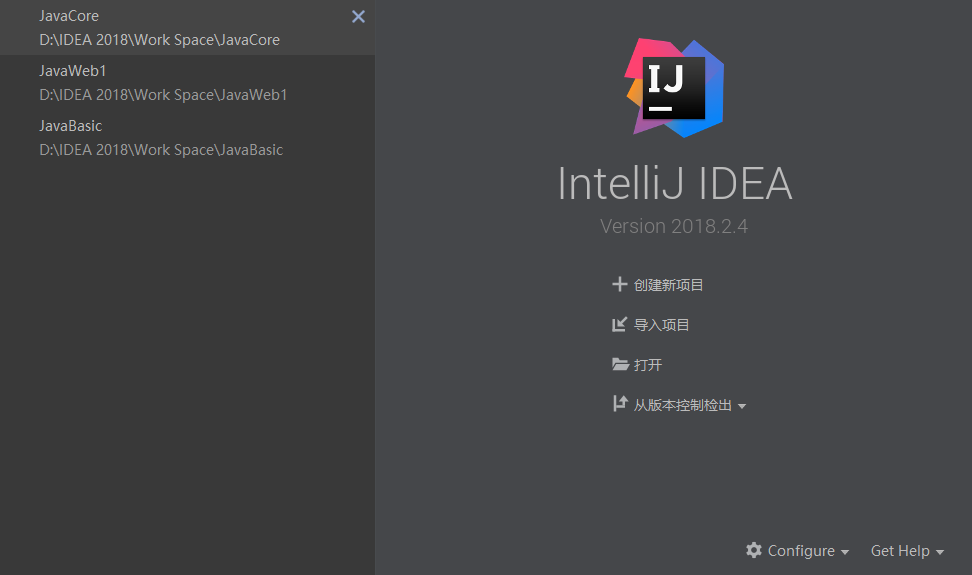 JavaCore
D:\IDEA 2018\Work Space\JavaCore
JavaWeb1
D:\IDEA 2018\Work Space\JavaWeb1
JavaBasic
D:\IDEA 2018\Work Space\JavaBasic
IJ
IntelliJ IDEA
Version 2018.2.4
创建新项目
导入项目
打开
从版本控制检出
Configure
Get Help